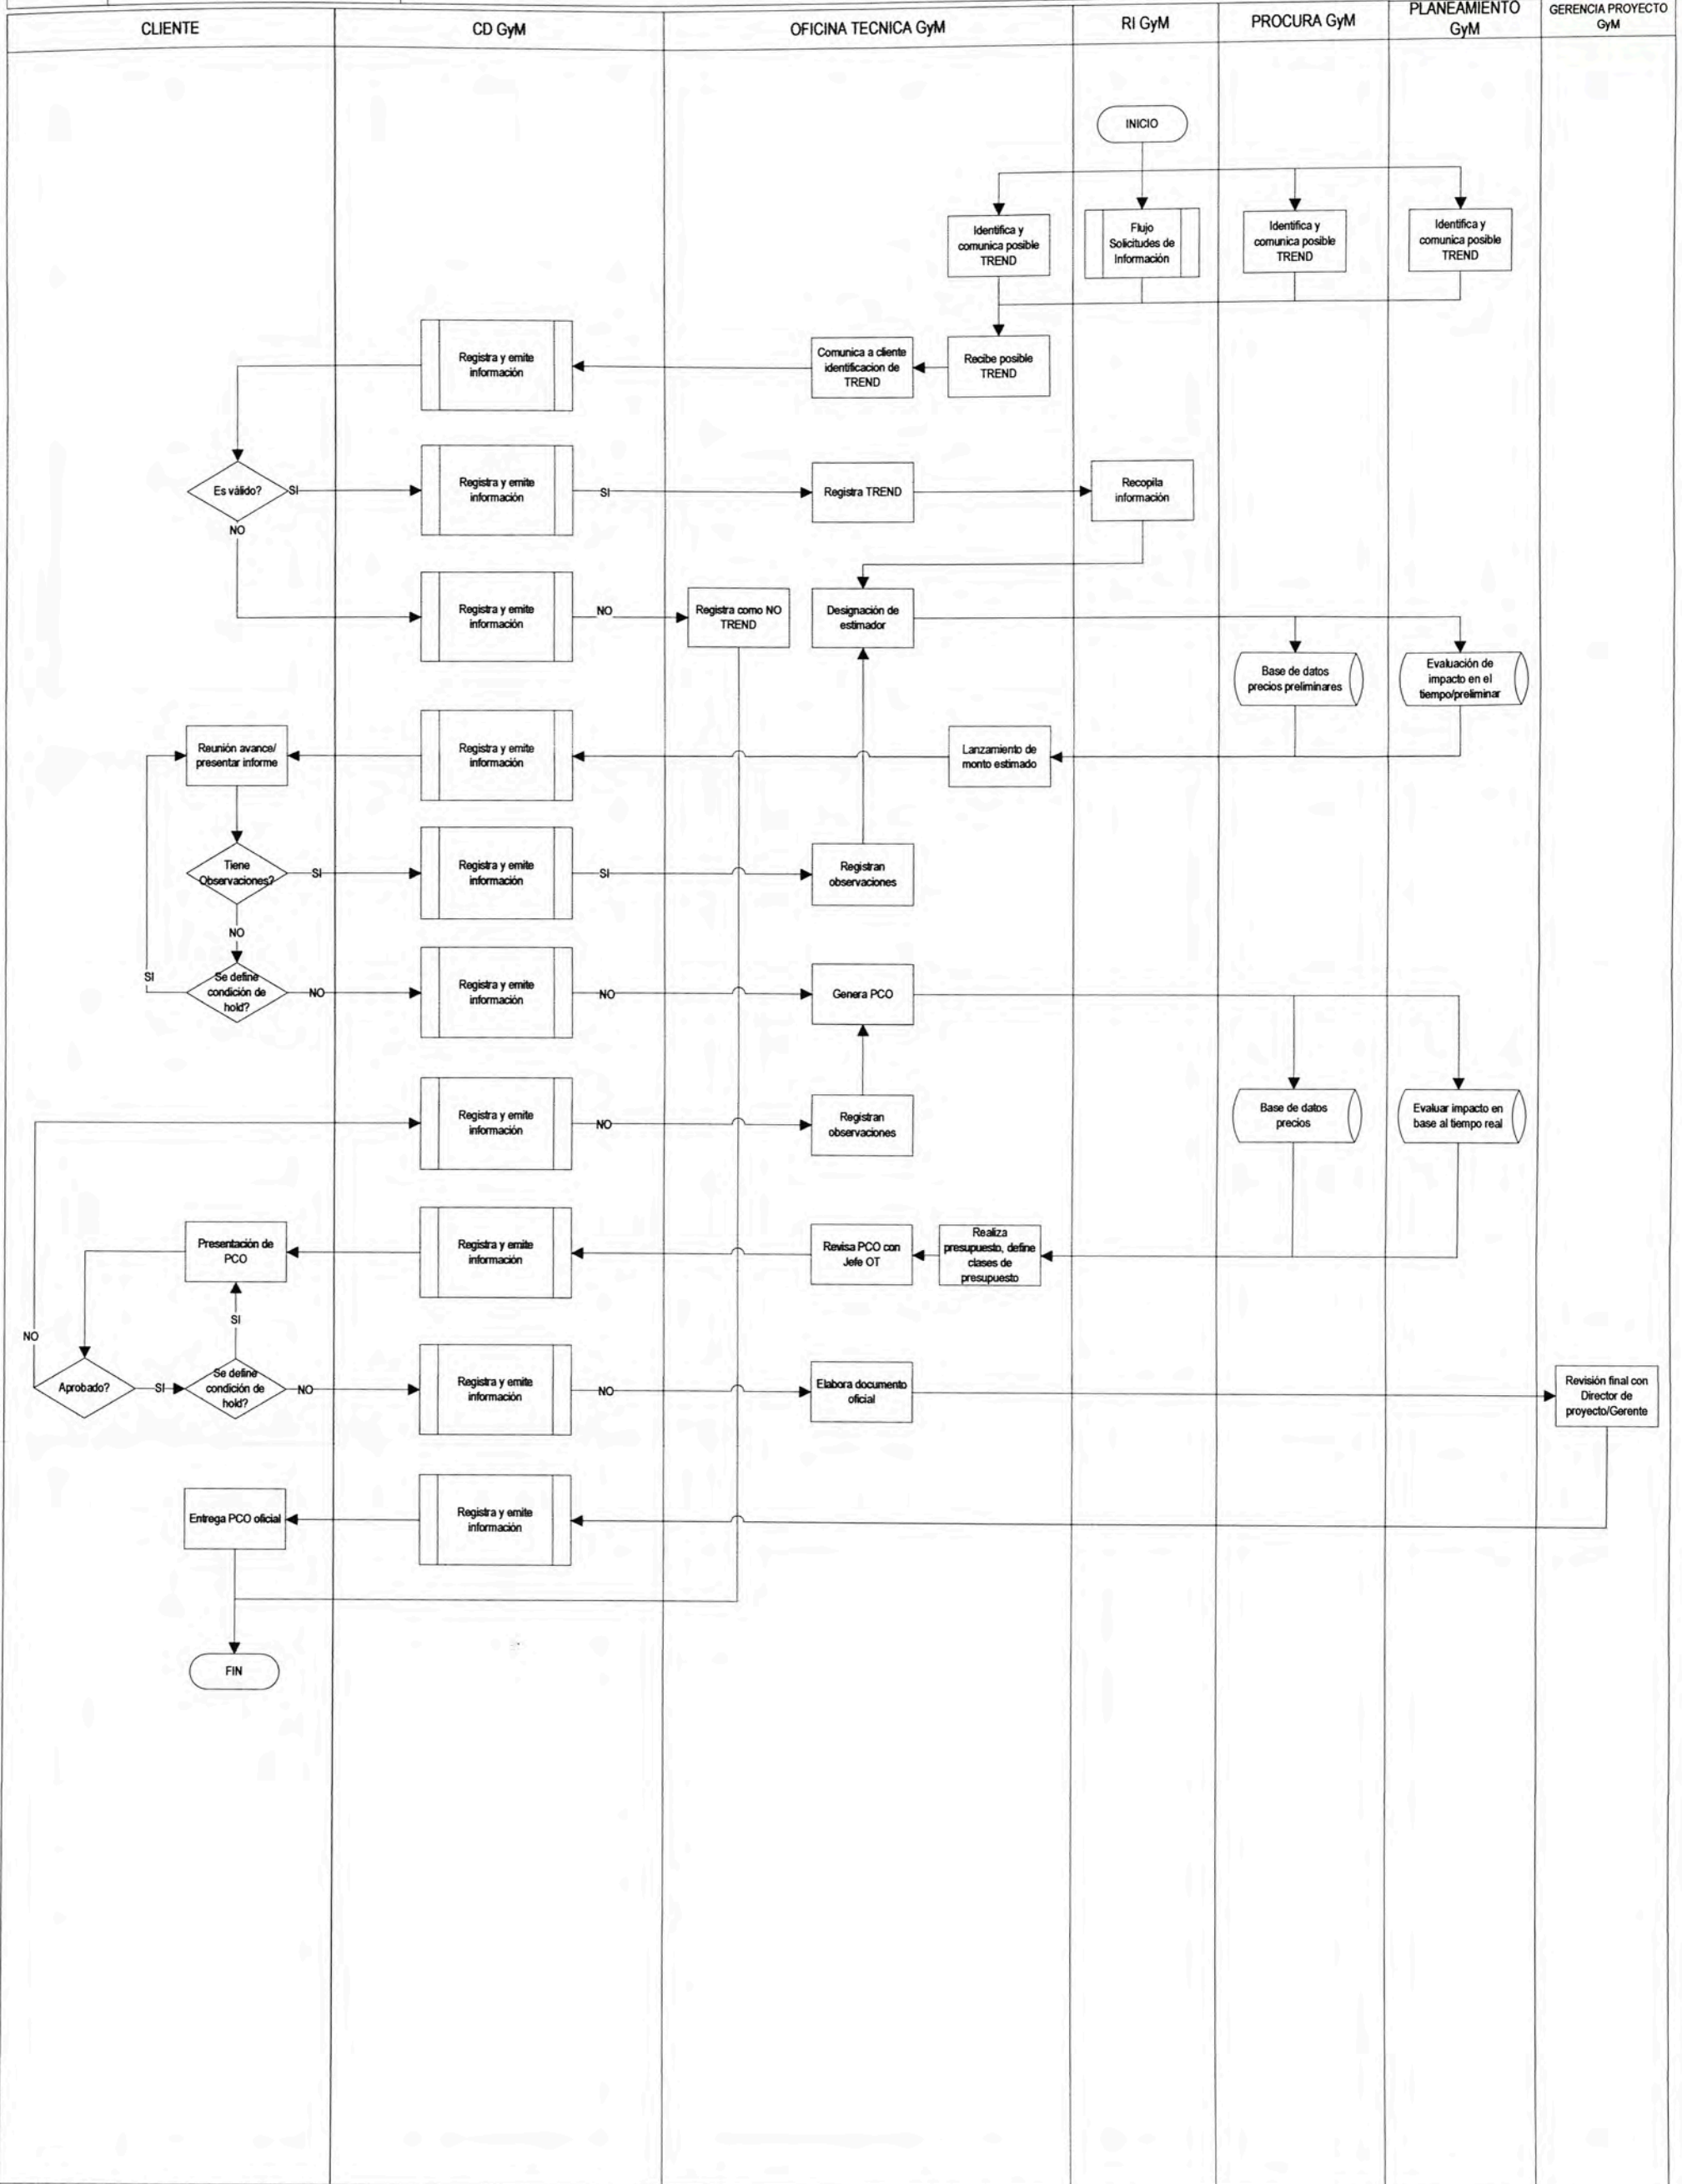 CLIENTE
CD GyM
OFICINA TECNICA GyM
RI GyM
PROCURA GyM
PLANEAMIENTO
GyM
GERENCIA PROYECTO
GyM
INICIO
Identifica y
comunica posible
TREND
Flujo
Solicitudes de
Información
Identifica y
comunica posible
TREND
Identifica y
comunica posible
TREND
Registra y emite
información
Comunica a cliente
identificacion de
TREND
Recibe posible
TREND
Es válido?
SI
NO
Registra y emite
información
SI
Registra TREND
Recopila
información
Registra y emite
información
NO
Registra como NO
TREND
Designación de
estimador
Base de datos
precios preliminares
Evaluación de
impacto en el
tiempo/preliminar
Reunión avance/
presentar informe
Registra y emite
información
Lanzamiento de
monto estimado
Tiene
Observaciones?
SI
NO
Registra y emite
información
SI
Registran
observaciones
SI
Se define
condición de
hold?
NO
Registra y emite
información
NO
Genera PCO
Registra y emite
información
NO
Registran
observaciones
Base de datos
precios
Evaluar impacto en
base al tiempo real
Presentación de
PCO
Registra y emite
información
Revisa PCO con
Jefe OT
Realiza
presupuesto, define
clases de
presupuesto
SI
NO
Aprobado?
SI
Se define
condición de
hold?
NO
Registra y emite
información
NO
Elabora documento
oficial
Revisión final con
Director de
proyecto/Gerente
Entrega PCO oficial
Registra y emite
información
FIN